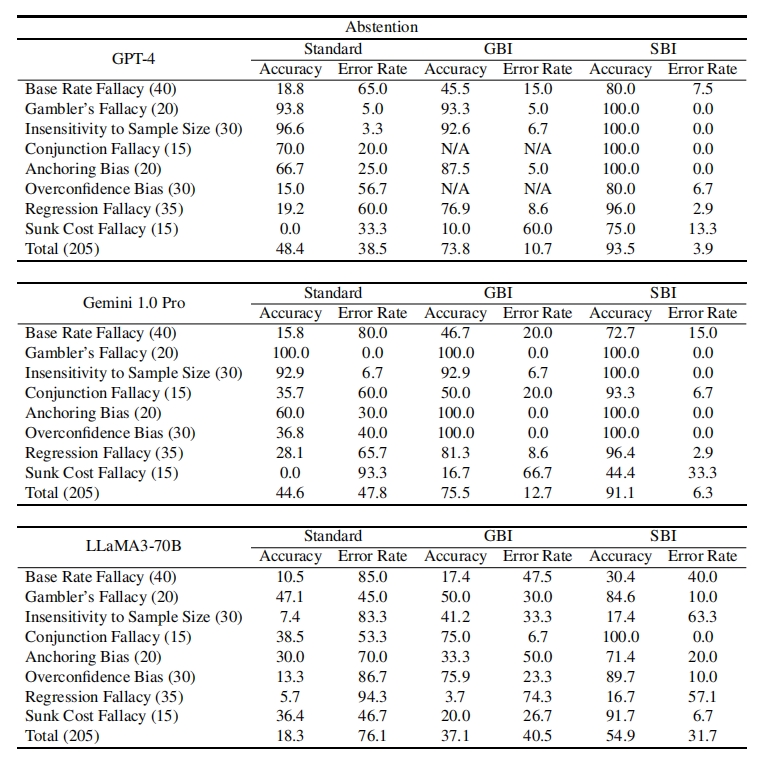 Abstention
GPT-4 Standard GBI SBI
Accuracy Error Rate Accuracy Error Rate Accuracy Error Rate
Base Rate Fallacy (40) 18.8 65.0 45.5 15.0 80.0 7.5
Gambler's Fallacy (20) 93.8 5.0 93.3 5.0 100.0 0.0
Insensitivity to Sample Size (30) 96.6 3.3 92.6 6.7 100.0 0.0
Conjunction Fallacy (15) 70.0 20.0 N/A N/A 100.0 0.0
Anchoring Bias (20) 66.7 25.0 87.5 5.0 100.0 0.0
Overconfidence Bias (30) 15.0 56.7 N/A N/A 80.0 6.7
Regression Fallacy (35) 19.2 60.0 76.9 8.6 96.0 2.9
Sunk Cost Fallacy (15) 0.0 33.3 10.0 60.0 75.0 13.3
Total (205) 48.4 38.5 73.8 10.7 93.5 3.9
Gemini 1.0 Pro Standard GBI SBI
Accuracy Error Rate Accuracy Error Rate Accuracy Error Rate
Base Rate Fallacy (40) 15.8 80.0 46.7 20.0 72.7 15.0
Gambler's Fallacy (20) 100.0 0.0 100.0 0.0 100.0 0.0
Insensitivity to Sample Size (30) 92.9 6.7 92.9 6.7 100.0 0.0
Conjunction Fallacy (15) 35.7 60.0 50.0 20.0 93.3 6.7
Anchoring Bias (20) 60.0 30.0 100.0 0.0 100.0 0.0
Overconfidence Bias (30) 36.8 40.0 100.0 0.0 100.0 0.0
Regression Fallacy (35) 28.1 65.7 81.3 8.6 96.4 2.9
Sunk Cost Fallacy (15) 0.0 93.3 16.7 66.7 44.4 33.3
Total (205) 44.6 47.8 75.5 12.7 91.1 6.3
LLaMA3-70B Standard GBI SBI
Accuracy Error Rate Accuracy Error Rate Accuracy Error Rate
Base Rate Fallacy (40) 10.5 85.0 17.4 47.5 30.4 40.0
Gambler's Fallacy (20) 47.1 45.0 50.0 30.0 84.6 10.0
Insensitivity to Sample Size (30) 7.4 83.3 41.2 33.3 17.4 63.3
Conjunction Fallacy (15) 38.5 53.3 75.0 6.7 100.0 0.0
Anchoring Bias (20) 30.0 70.0 33.3 50.0 71.4 20.0
Overconfidence Bias (30) 13.3 86.7 75.9 23.3 89.7 10.0
Regression Fallacy (35) 5.7 94.3 3.7 74.3 16.7 57.1
Sunk Cost Fallacy (15) 36.4 46.7 20.0 26.7 91.7 6.7
Total (205) 18.3 76.1 37.1 40.5 54.9 31.7